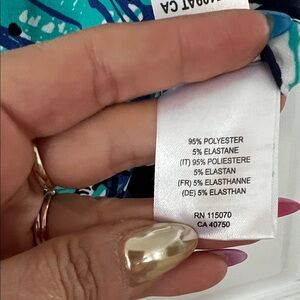 95% POLYESTER
5% ELASTANE
(IT) 95% POLIESTERE
5% ELASTAN
(FR) 5% ELASTHANNE
(DE) 5% ELASTHAN
RN 115070
CA 40750